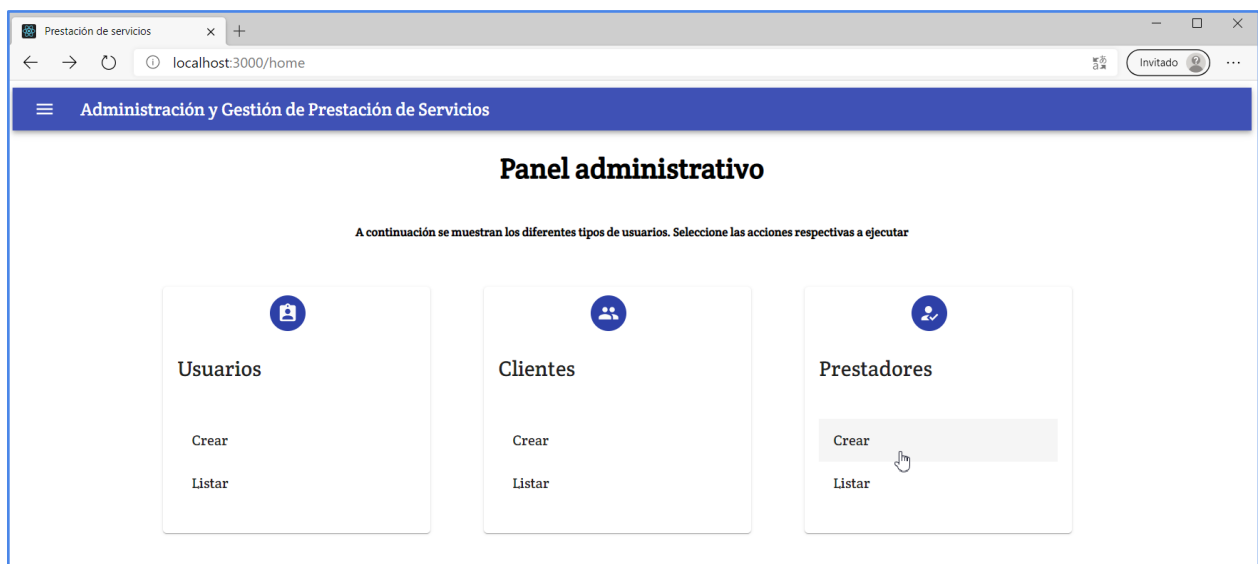 Prestación de servicios
localhost:3000/home
Invitado
Administración y Gestión de Prestación de Servicios
Panel administrativo
A continuación se muestran los diferentes tipos de usuarios. Seleccione las acciones respectivas a ejecutar
Usuarios
Crear
Listar
Clientes
Crear
Listar
Prestadores
Crear
Listar